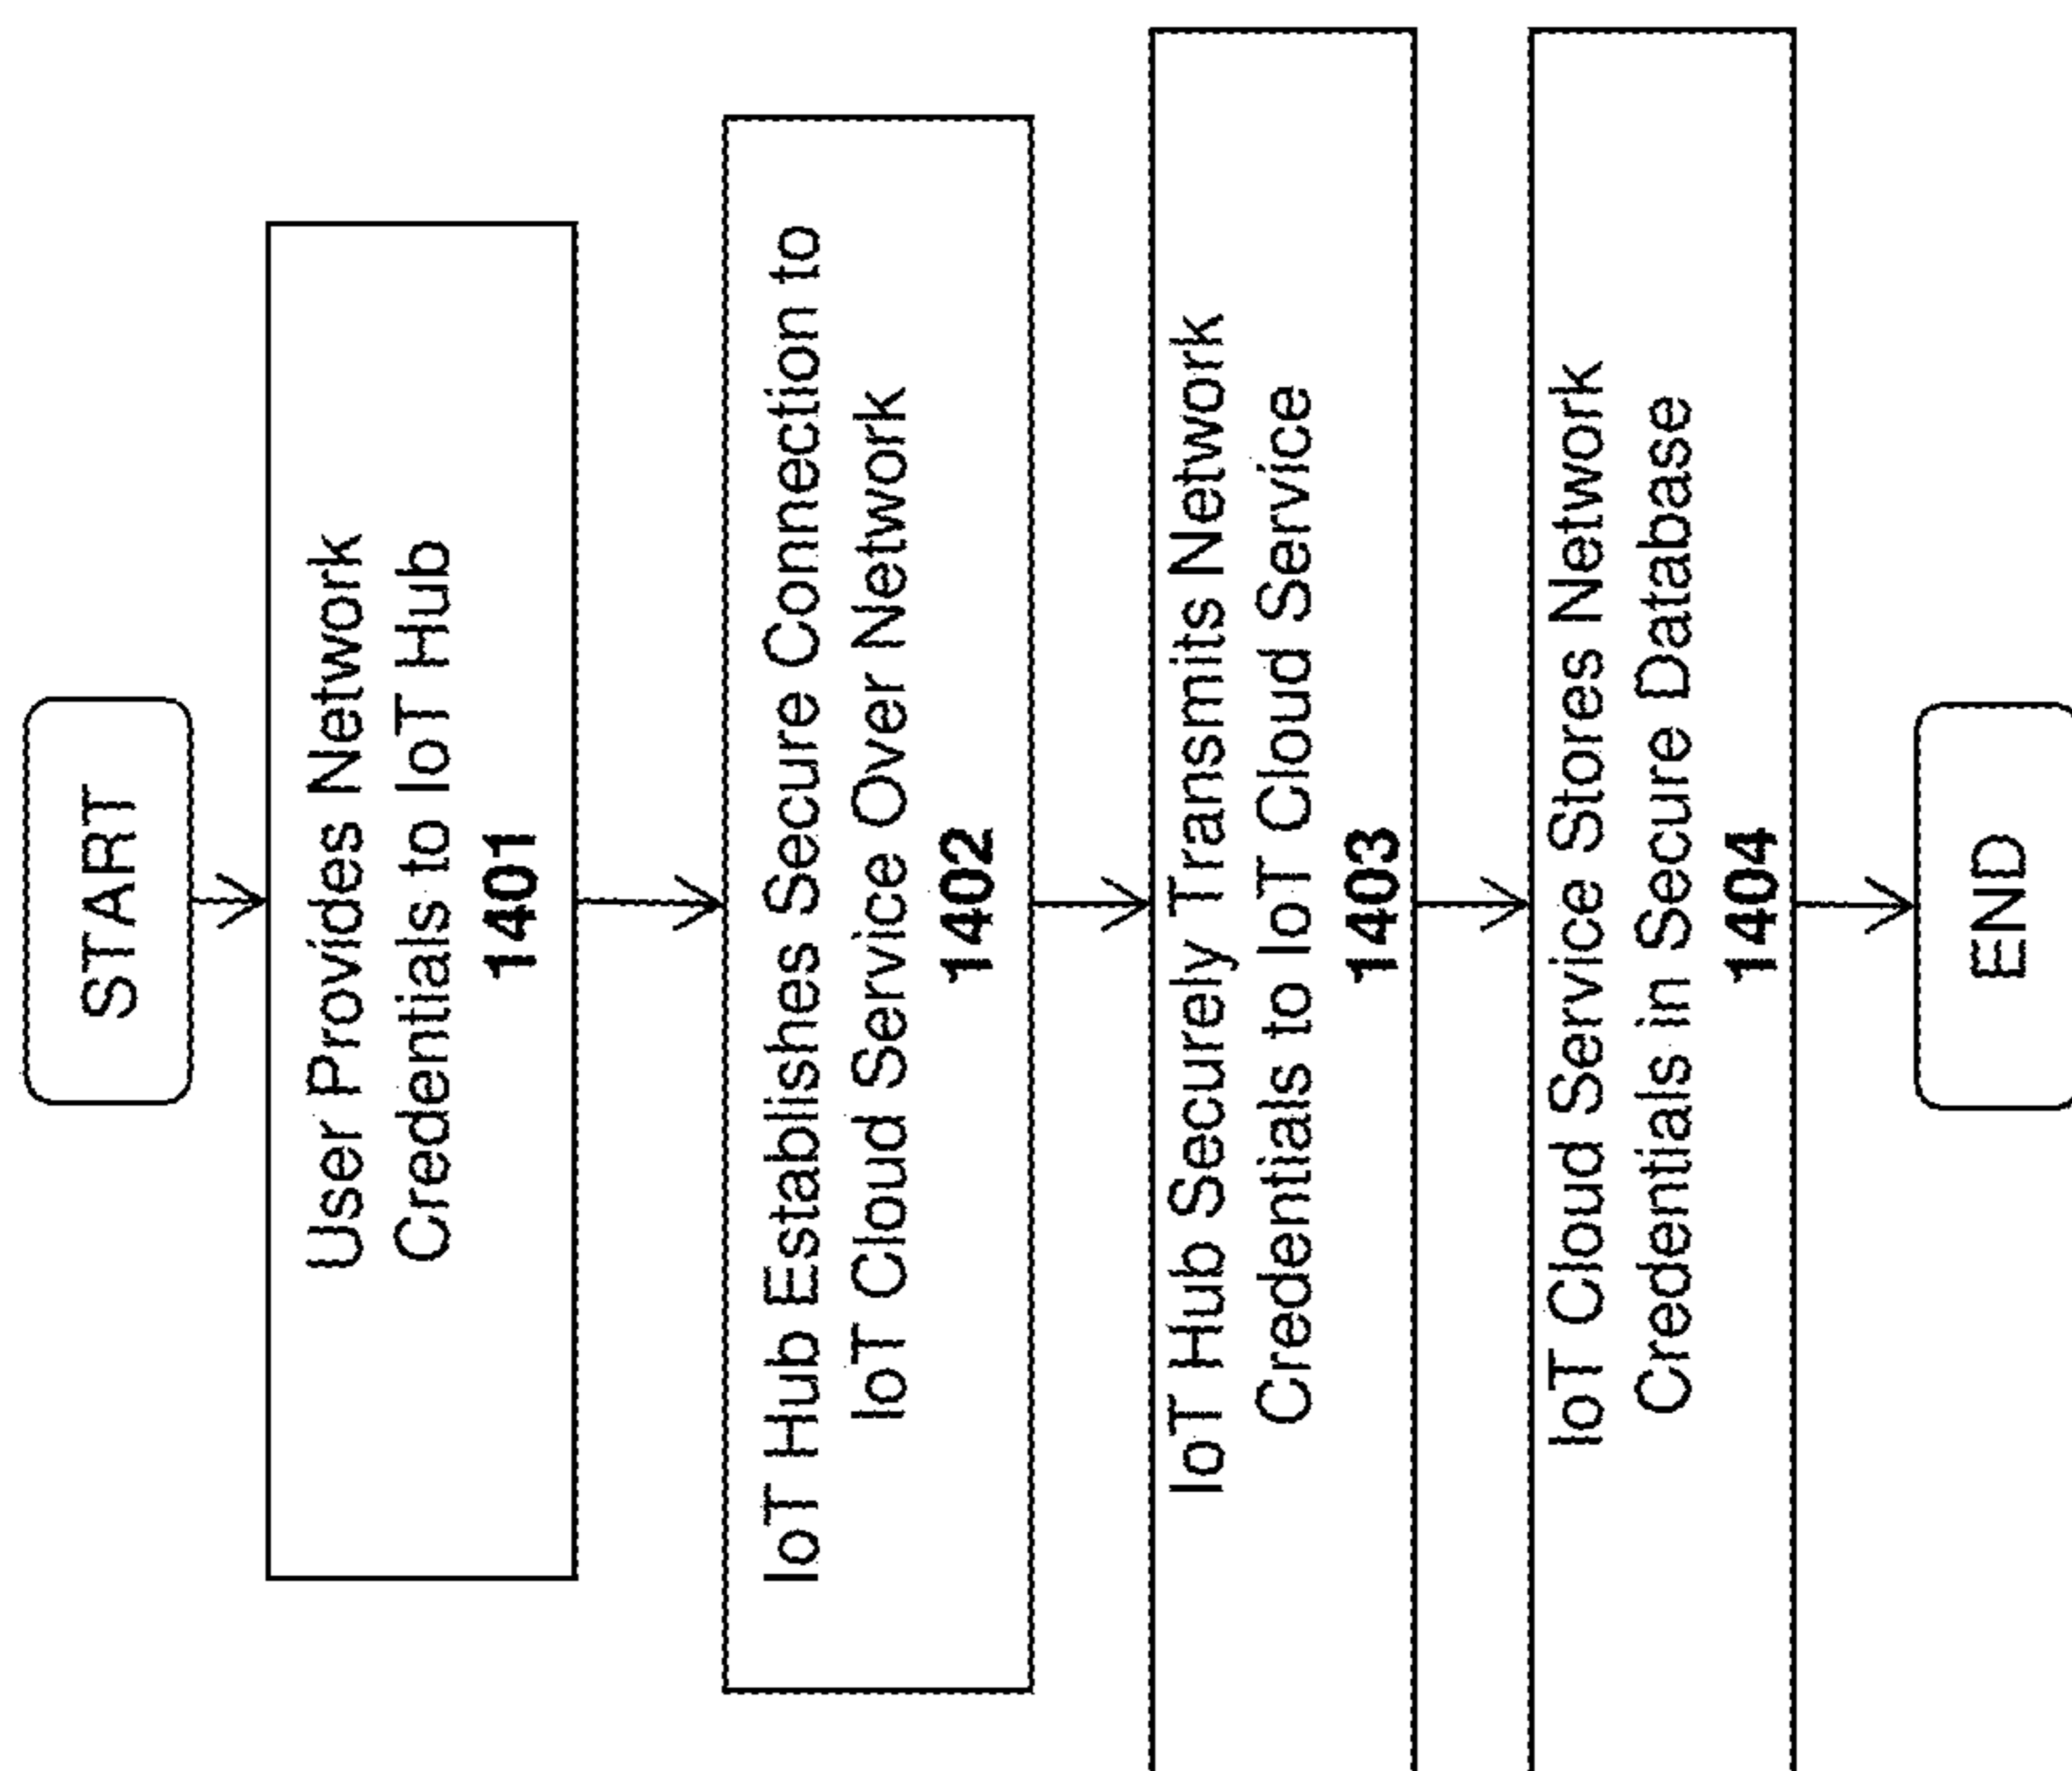 START
User Provides Network
Credentials to IoT Hub
1401
IoT Hub Establishes Secure Connection to
IoT Cloud Service Over Network
1402
IoT Hub Securely Transmits Network
Credentials to IoT Cloud Service
1403
IoT Cloud Service Stores Network
Credentials in Secure Database
1404
END